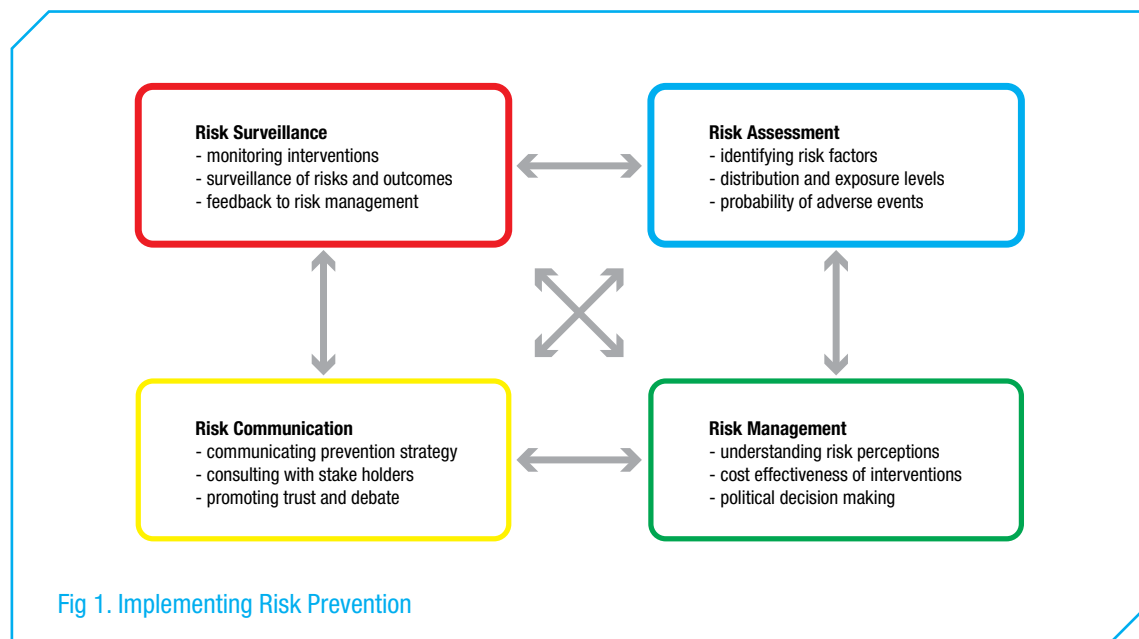 Risk Surveillance
- monitoring interventions
- surveillance of risks and outcomes
- feedback to risk management
Risk Assessment
- identifying risk factors
- distribution and exposure levels
- probability of adverse events
Risk Communication
- communicating prevention strategy
- consulting with stake holders
- promoting trust and debate
Risk Management
- understanding risk perceptions
- cost effectiveness of interventions
- political decision making
Fig 1. Implementing Risk Prevention